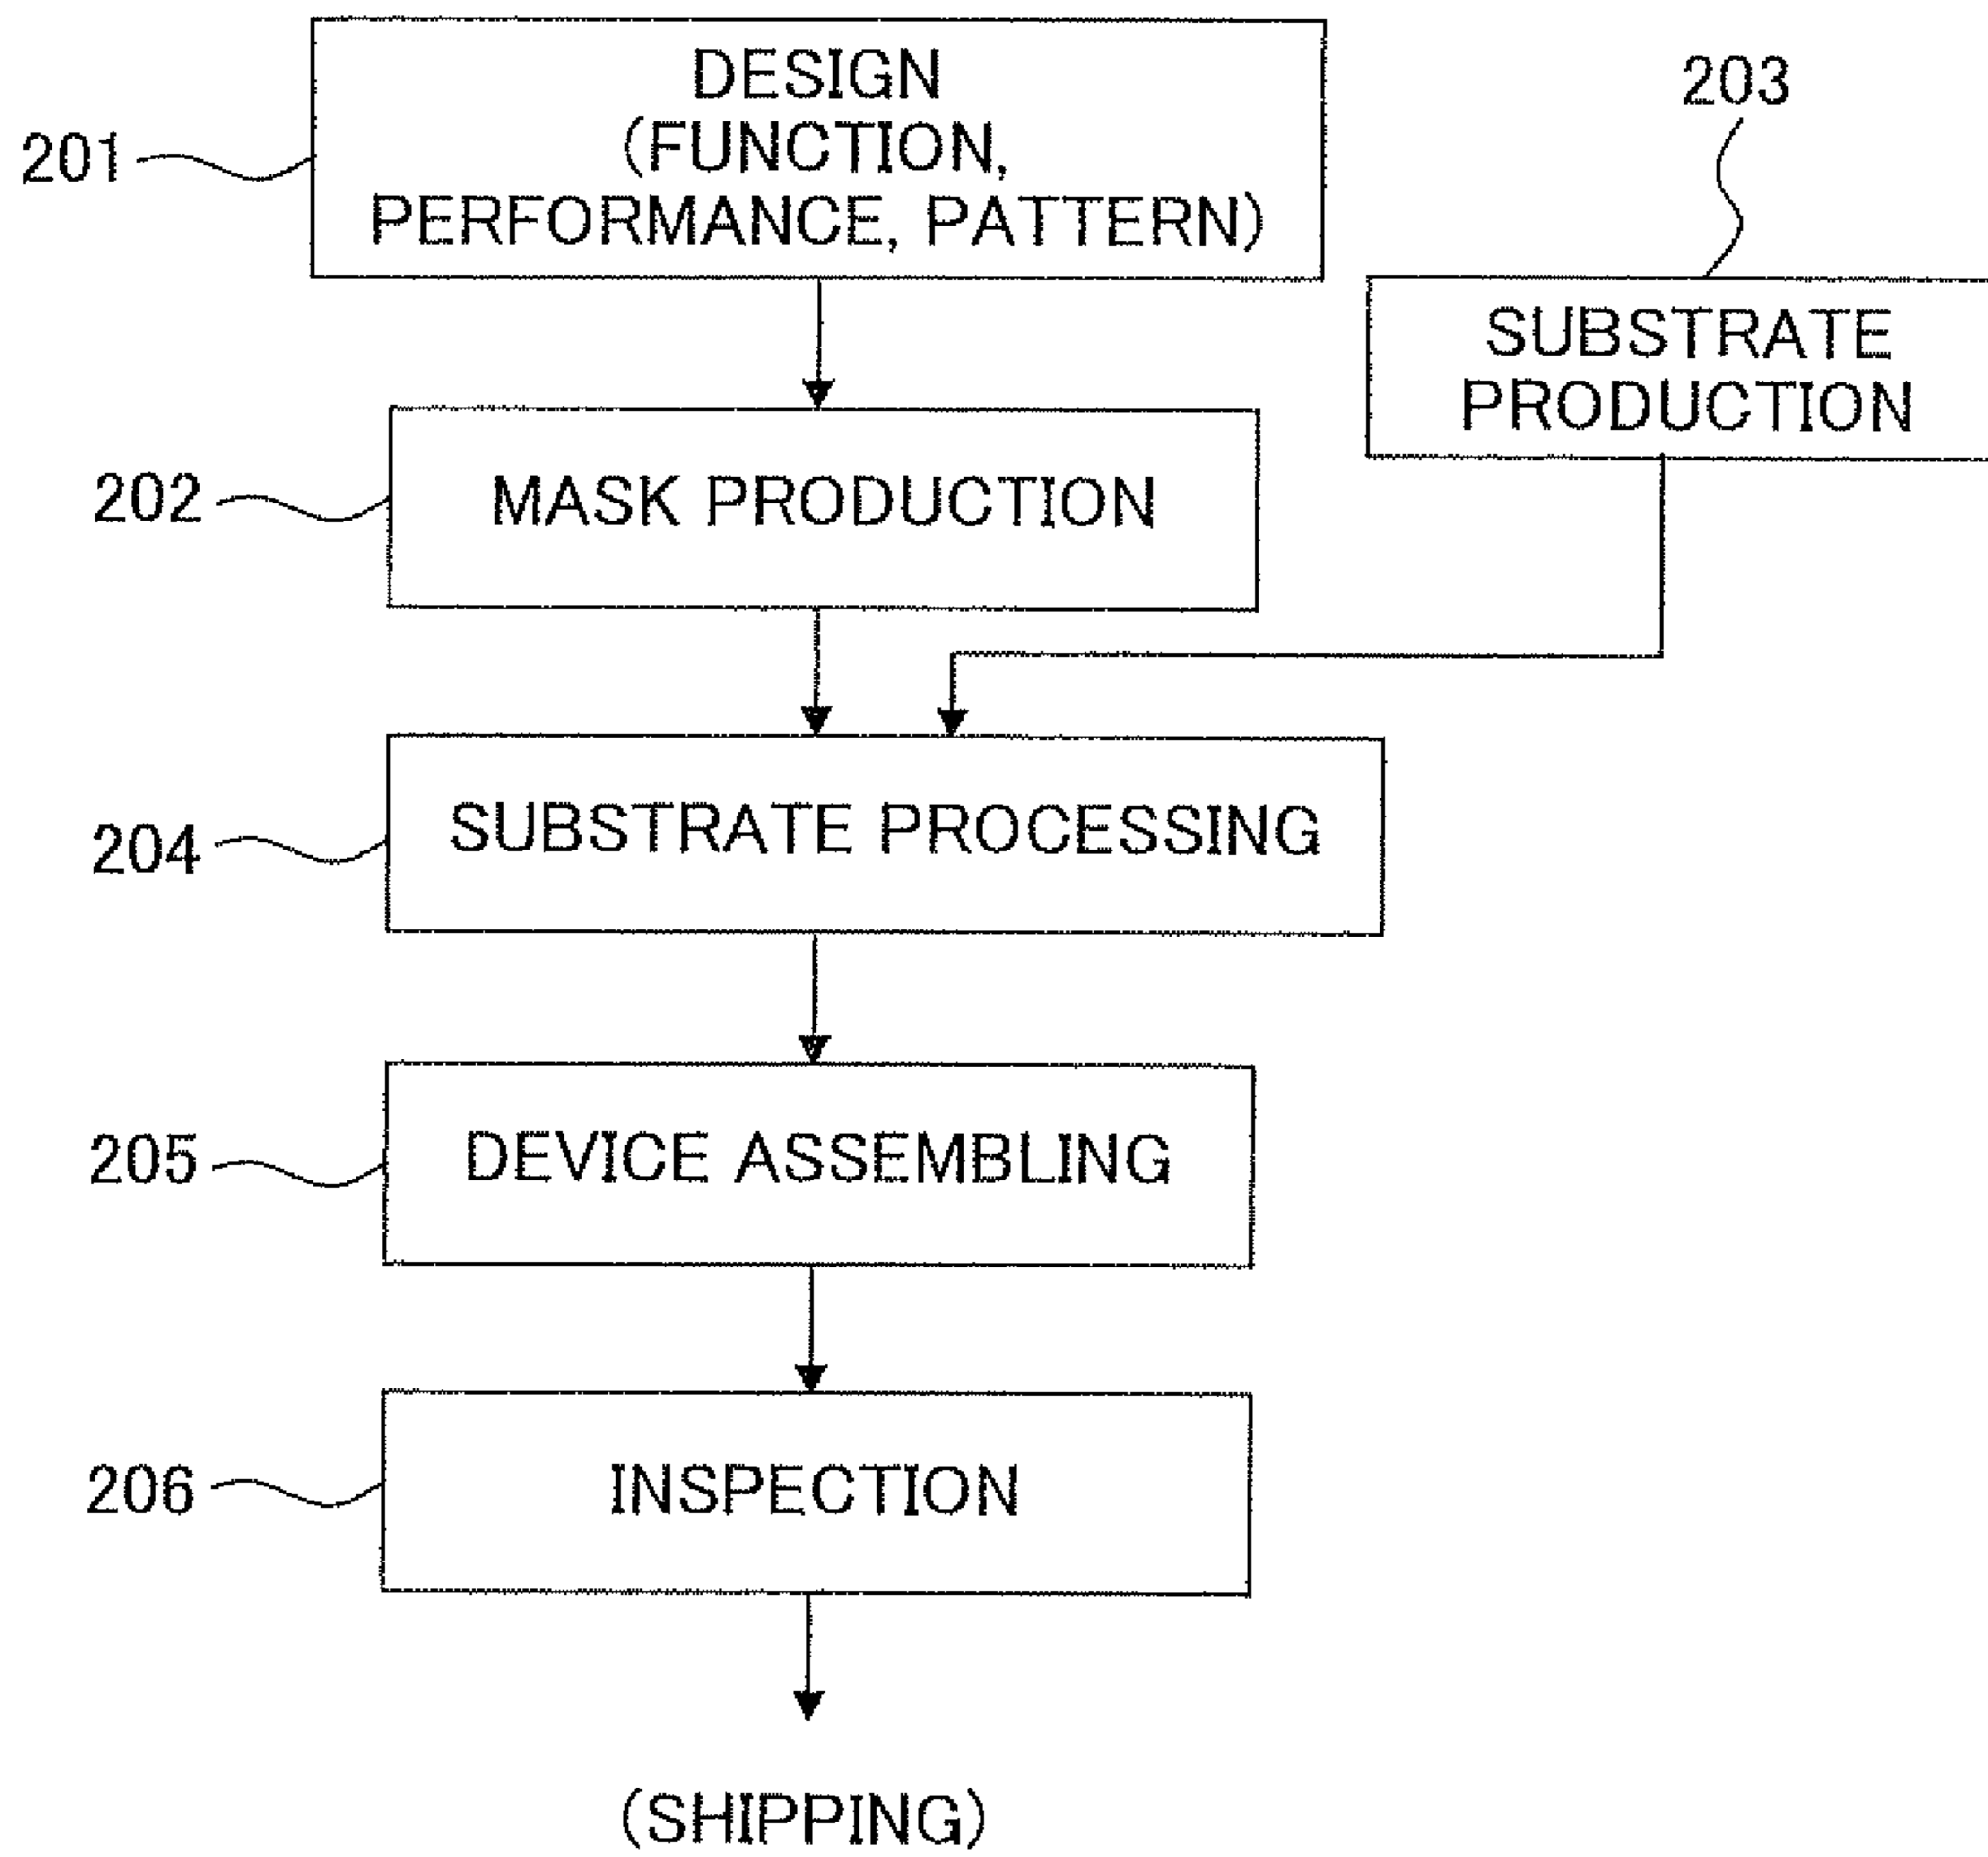 201
DESIGN
(FUNCTION,
PERFORMANCE, PATTERN)
203
SUBSTRATE
PRODUCTION
202
MASK PRODUCTION
204
SUBSTRATE PROCESSING
205
DEVICE ASSEMBLING
206
INSPECTION
(SHIPPING)